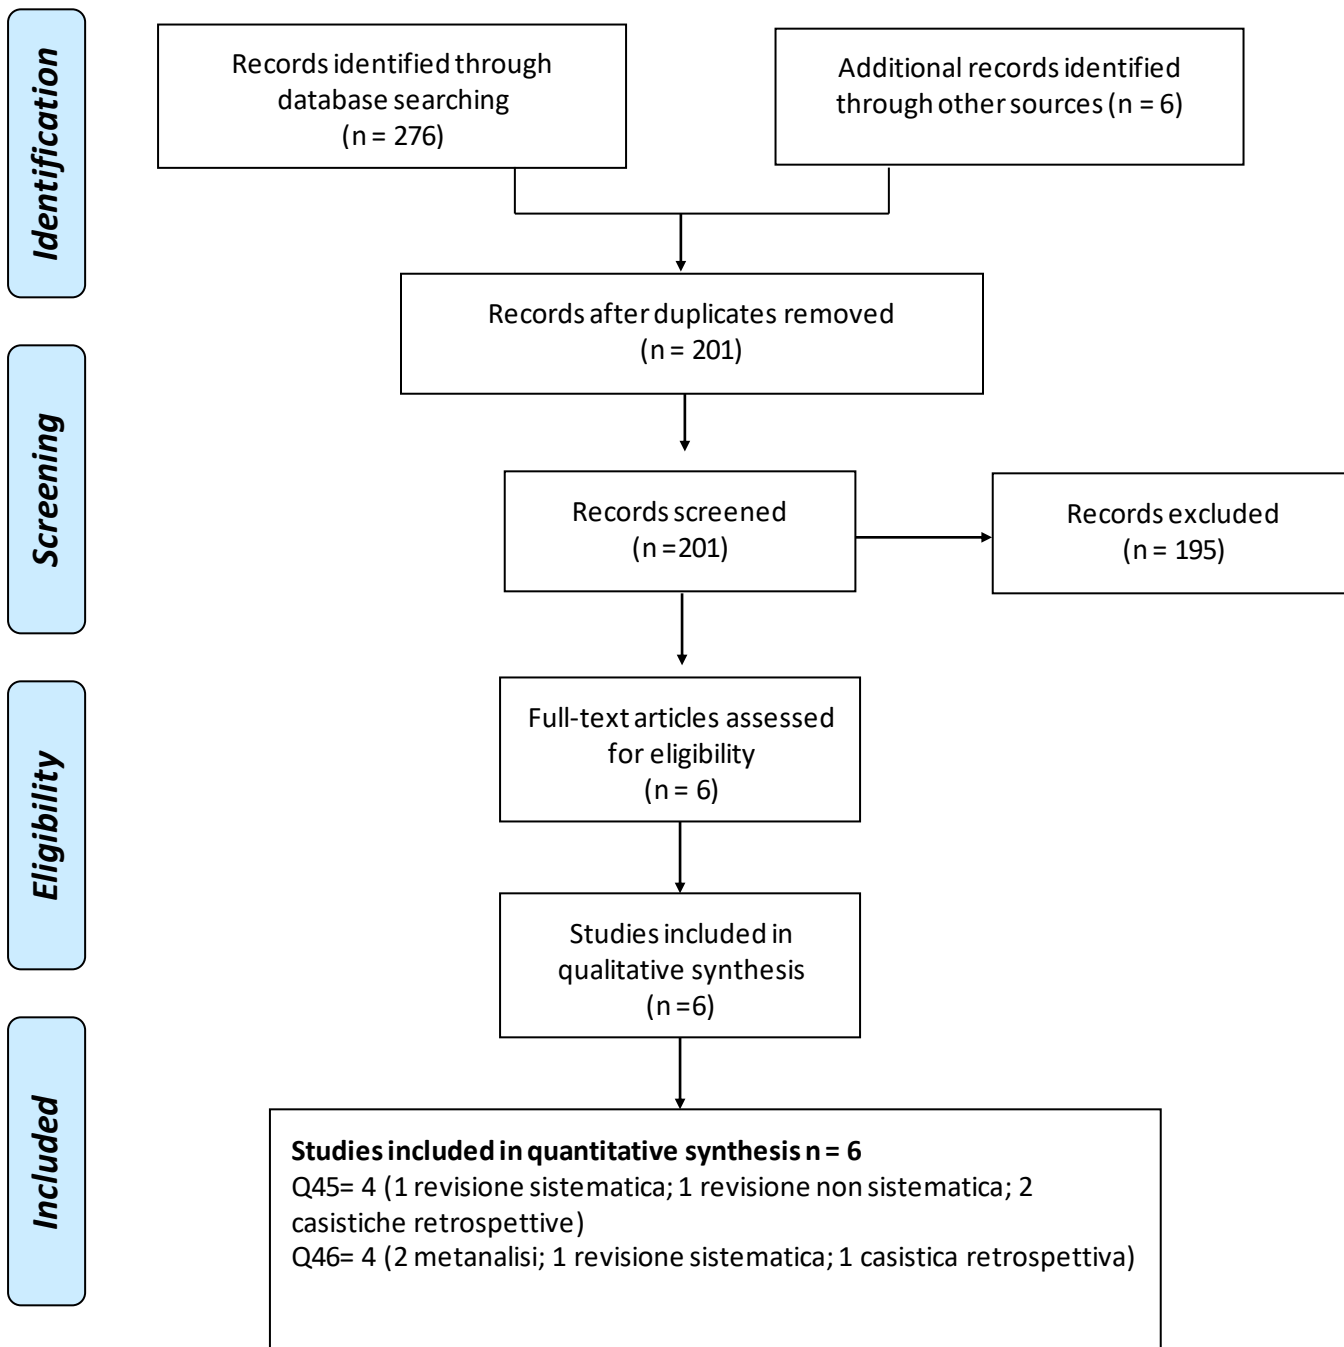 Identification
Records identified through
database searching
(n = 276)
Additional records identified
through other sources (n = 6)
Records after duplicates removed
(n = 201)
Screening
Records screened
(n =201)
Records excluded
(n = 195)
Eligibility
Full-text articles assessed
for eligibility
(n = 6)
Studies included in
qualitative synthesis
(n =6)
Included
Studies included in quantitative synthesis n = 6
Q45= 4 (1 revisione sistematica; 1 revisione non sistematica; 2
casistiche retrospettive)
Q46= 4 (2 metanalisi; 1 revisione sistematica; 1 casistica retrospettiva)